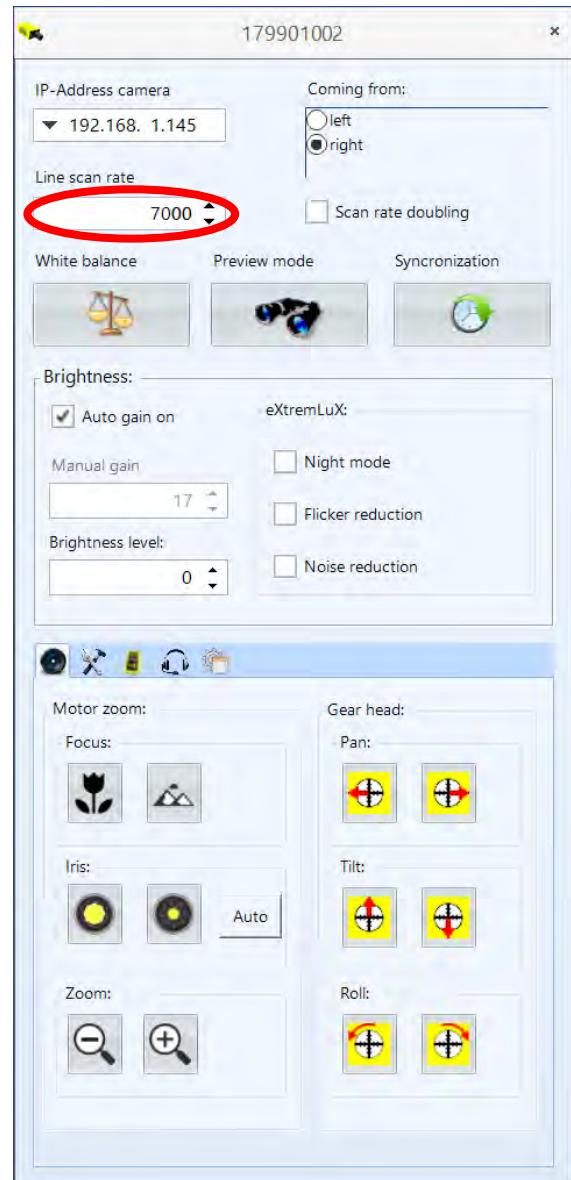 179901002
IP-Address camera
192.168. 1.145
Coming from:
left
right
Line scan rate
7000
Scan rate doubling
White balance
Preview mode
Syncronization
Brightness:
Auto gain on
Manual gain
17
Brightness level:
0
eXtremLuX:
Night mode
Flicker reduction
Noise reduction
Motor zoom:
Focus:
Iris:
Auto
Zoom:
Gear head:
Pan:
Tilt:
Roll: